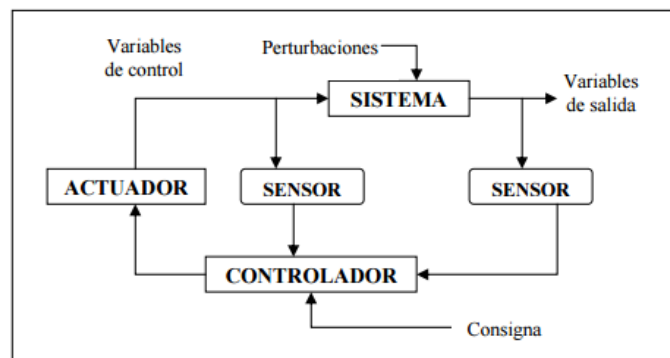 Variables
de control
Perturbaciones
SISTEMA
Variables
de salida
ACTUADOR
SENSOR
SENSOR
CONTROLADOR
Consigna